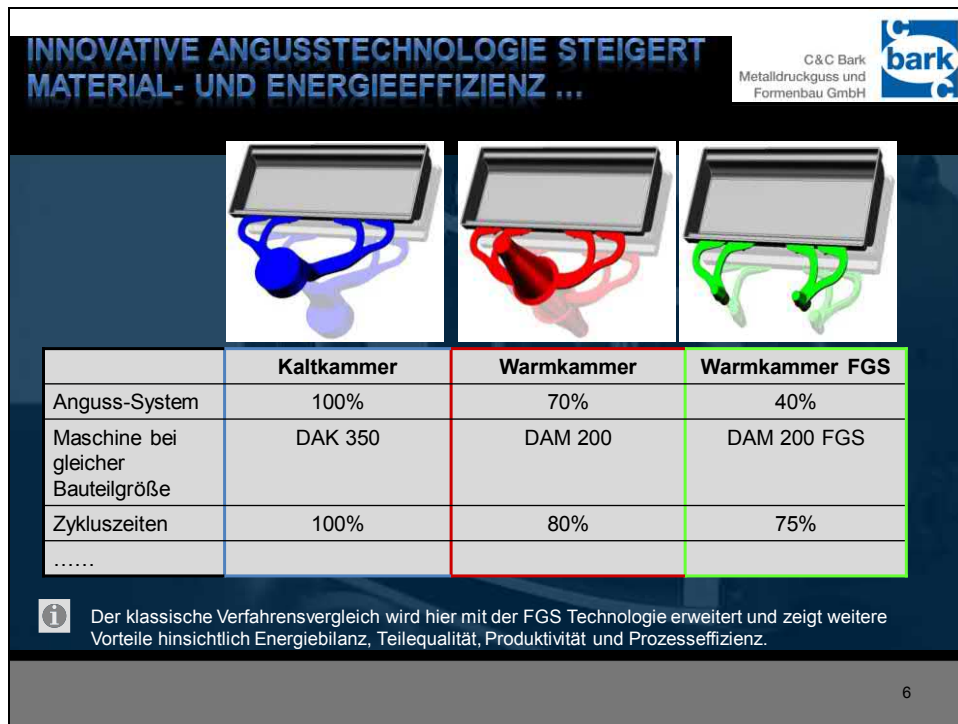 INNOVATIVE ANGUSSTECHNOLOGIE STEIGERT
MATERIAL- UND ENERGIEEFFIZIENZ ...
C&C Bark
Metalldruckguss und
Formenbau GmbH
C
bark
C
Kaltkammer Warmkammer Warmkammer FGS
Anguss-System 100% 70% 40%
Maschine bei DAK 350 DAM 200 DAM 200 FGS
gleicher
Bauteilgröße
Zykluszeiten 100% 80% 75%
……
Der klassische Verfahrensvergleich wird hier mit der FGS Technologie erweitert und zeigt weitere
Vorteile hinsichtlich Energiebilanz, Teilequalität, Produktivität und Prozesseffizienz.
6